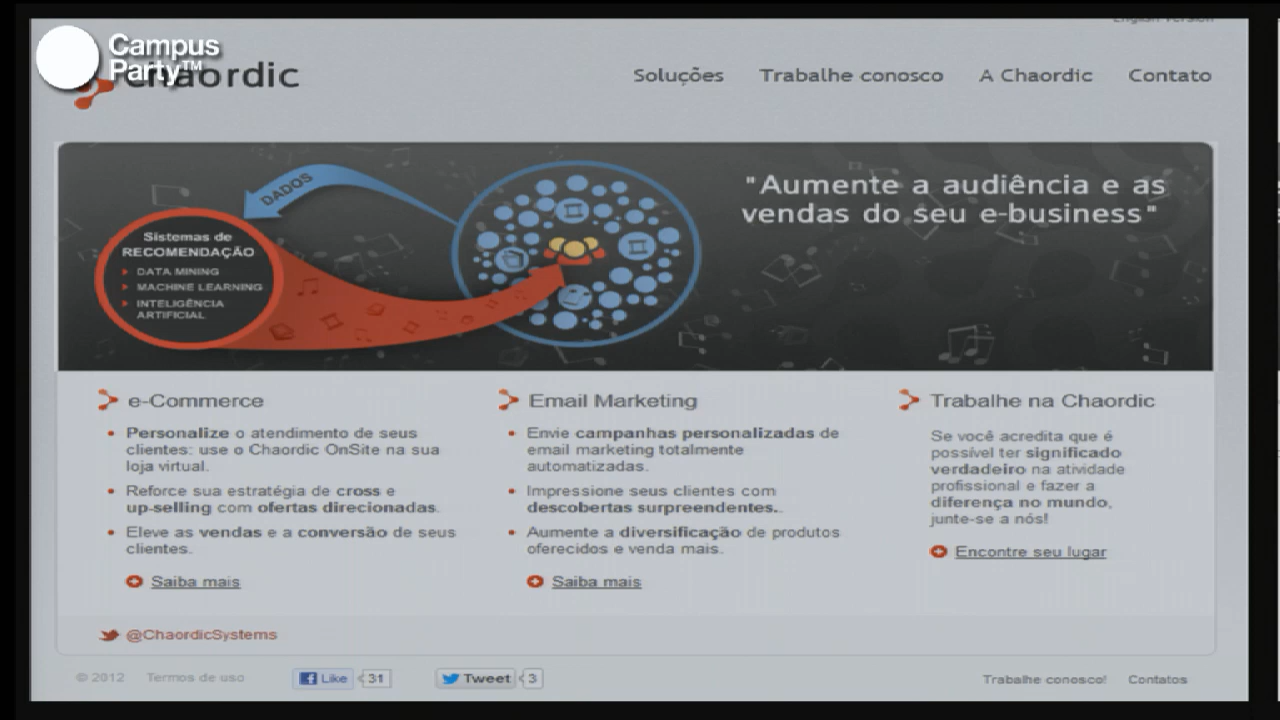 English version
Campus
Party™
chaordic
Soluções
Trabalhe conosco
A Chaordic
Contato
DADOS
Sistemas de
RECOMENDAÇÃO
DATA MINING
MACHINE LEARNING
INTELIGÊNCIA
ARTIFICIAL
"Aumente a audiência e as
vendas do seu e-business"
e-Commerce
Personalize o atendimento de seus
clientes: use o Chaordic OnSite na sua
loja virtual.
Reforce sua estratégia de cross e
up-selling com ofertas direcionadas.
Eleve as vendas e a conversão de seus
clientes.
Saiba mais
Email Marketing
Envie campanhas personalizadas de
email marketing totalmente
automatizadas.
Impressione seus clientes com
descobertas surpreendentes..
Aumente a diversificação de produtos
oferecidos e venda mais.
Saiba mais
Trabalhe na Chaordic
Se você acredita que é
possível ter significado
verdadeiro na atividade
profissional e fazer a
diferença no mundo,
junte-se a nós!
Encontre seu lugar
@ChaordicSystems
© 2012
Termos de uso
Like
31
Tweet
3
Trabalhe conosco!
Contatos